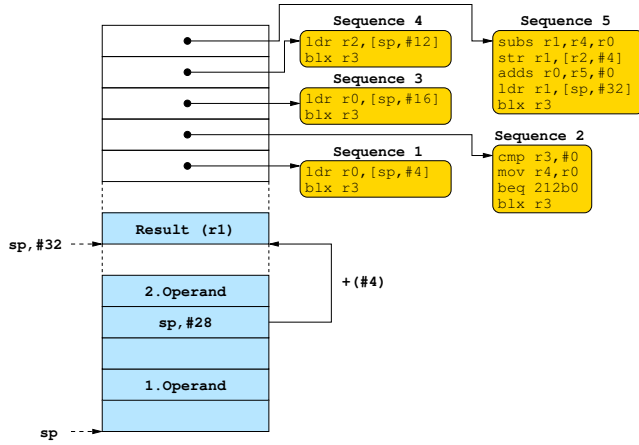 Sequence 4
ldr r2,[sp,#12]
blx r3
Sequence 5
subs r1,r4,r0
str r1,[r2,#4]
adds r0,r5,#0
ldr r1,[sp,#32]
blx r3
Sequence 3
ldr r0,[sp,#16]
blx r3
Sequence 1
ldr r0,[sp,#4]
blx r3
Sequence 2
cmp r3,#0
mov r4,r0
beq 212b0
blx r3
Result (r1)
sp,#32
+(#4)
2.Operand
sp,#28
1.Operand
sp